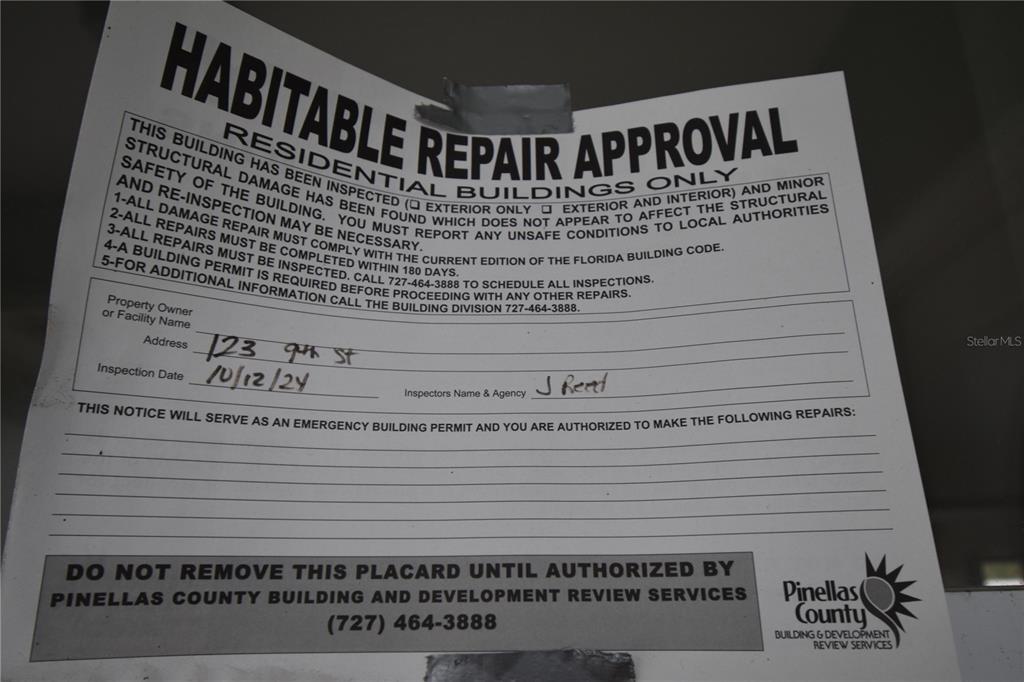 HABITABLE REPAIR APPROVAL
RESIDENTIAL BUILDINGS ONLY
THIS BUILDING HAS BEEN INSPECTED (☐ EXTERIOR ONLY ☐ EXTERIOR AND INTERIOR) AND MINOR
STRUCTURAL DAMAGE HAS BEEN FOUND WHICH DOES NOT APPEAR TO AFFECT THE STRUCTURAL
SAFETY OF THE BUILDING. YOU MUST REPORT ANY UNSAFE CONDITIONS TO LOCAL AUTHORITIES
AND RE-INSPECTION MAY BE NECESSARY.
1-ALL DAMAGE REPAIR MUST COMPLY WITH THE CURRENT EDITION OF THE FLORIDA BUILDING CODE.
2-ALL REPAIRS MUST BE COMPLETED WITHIN 180 DAYS.
3-ALL REPAIRS MUST BE INSPECTED. CALL 727-464-3888 TO SCHEDULE ALL INSPECTIONS.
4-A BUILDING PERMIT IS REQUIRED BEFORE PROCEEDING WITH ANY OTHER REPAIRS.
5-FOR ADDITIONAL INFORMATION CALL THE BUILDING DIVISION 727-464-3888.
Property Owner
or Facility Name
Address 123 9th St
Inspection Date 10/12/24 Inspectors Name & Agency J Reed
THIS NOTICE WILL SERVE AS AN EMERGENCY BUILDING PERMIT AND YOU ARE AUTHORIZED TO MAKE THE FOLLOWING REPAIRS:
DO NOT REMOVE THIS PLACARD UNTIL AUTHORIZED BY
PINELLAS COUNTY BUILDING AND DEVELOPMENT REVIEW SERVICES
(727) 464-3888
Pinellas
County
BUILDING & DEVELOPMENT
REVIEW SERVICES
StellarMLS